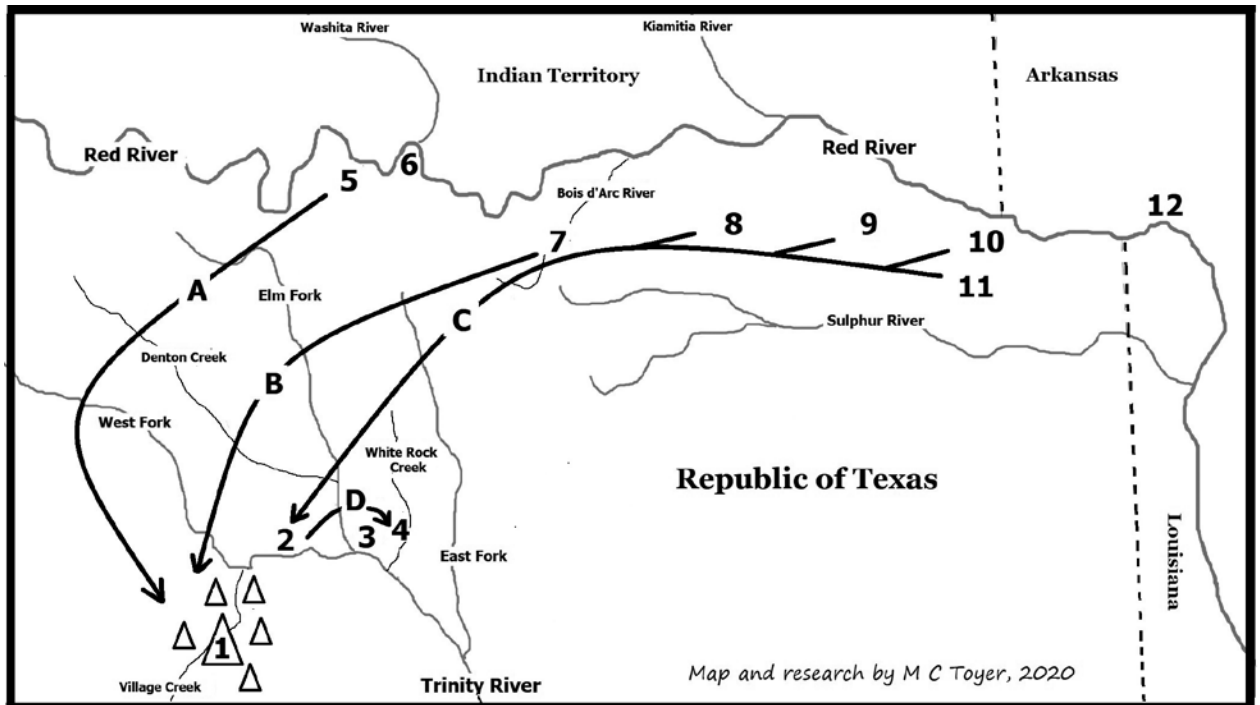 Washita River
Kiamitia River
Indian Territory
Arkansas
Red River
Red River
5
6
Bois d'Arc River
12
7
8
9
10
11
A
Elm Fork
C
Sulphur River
Denton Creek
B
West Fork
White Rock
Creek
Republic of Texas
D
2
3
4
East Fork
Louisiana
1
Village Creek
Trinity River
Map and research by M C Toyer, 2020